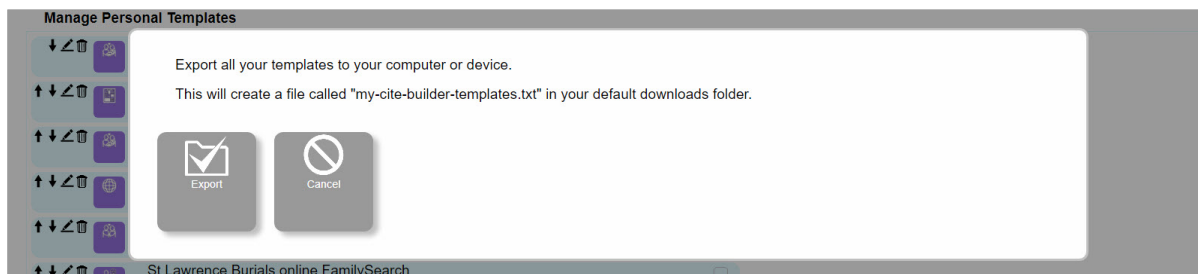 Manage Personal Templates
Export all your templates to your computer or device.
This will create a file called "my-cite-builder-templates.txt" in your default downloads folder.
Export
Cancel
St Lawrence Burials online FamilySearch